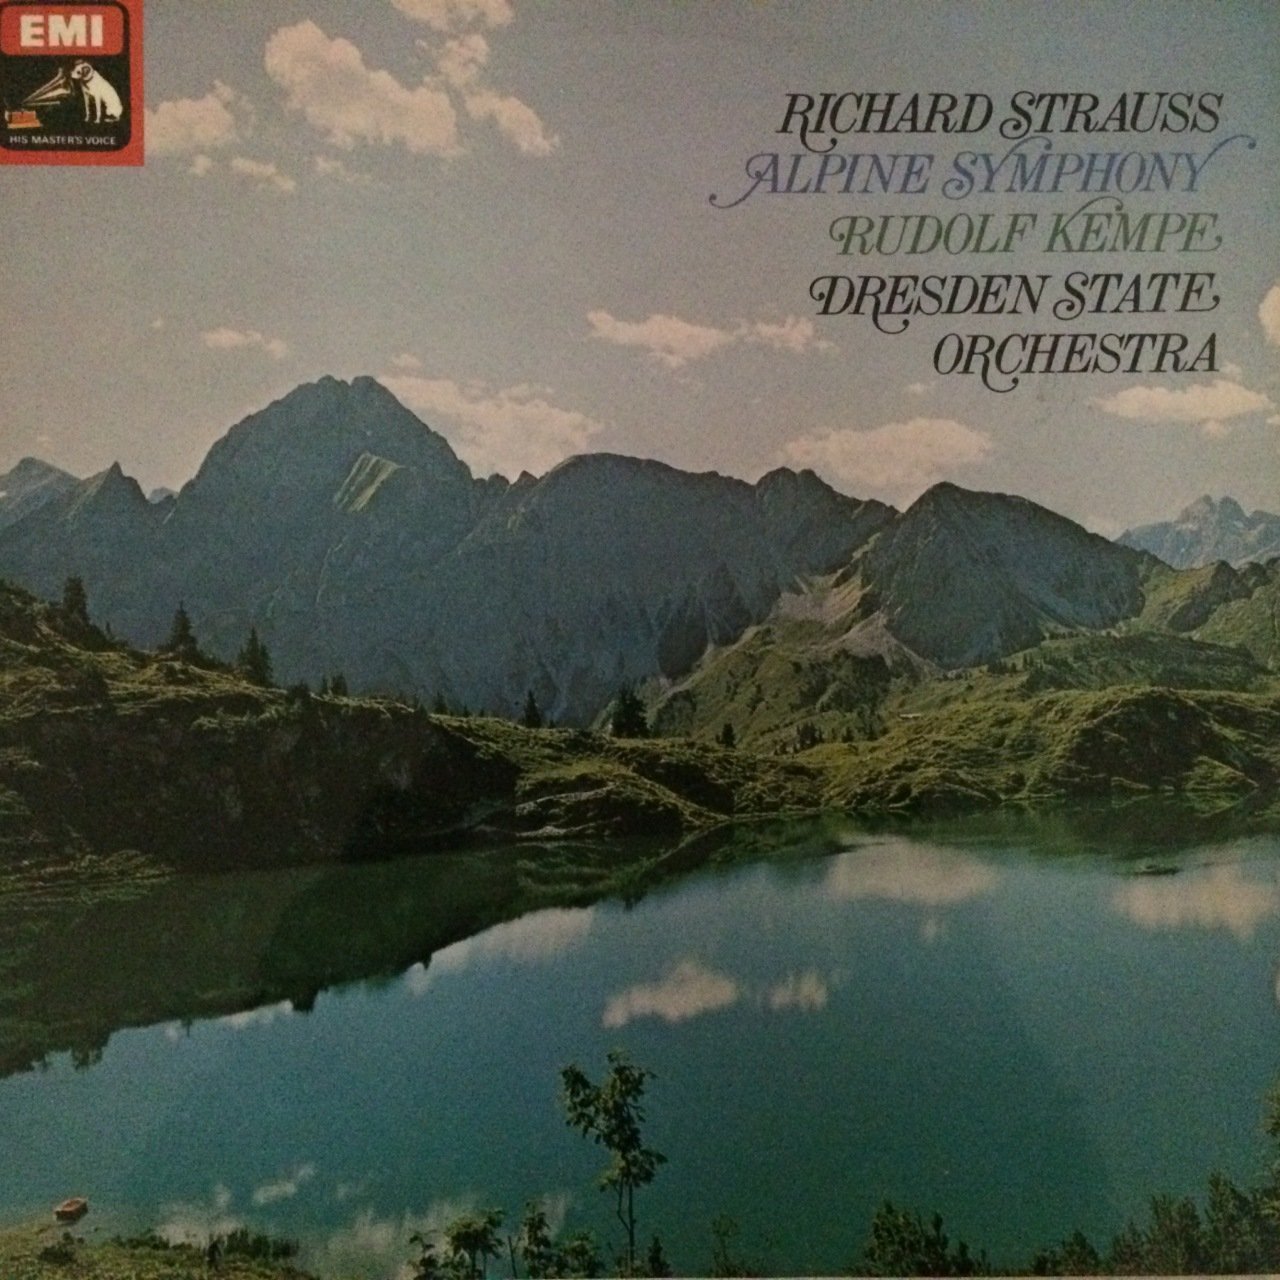 EMI
HIS MASTER'S VOICE
RICHARD STRAUSS
ALPINE SYMPHONY
RUDOLF KEMPE
DRESDEN STATE
ORCHESTRA